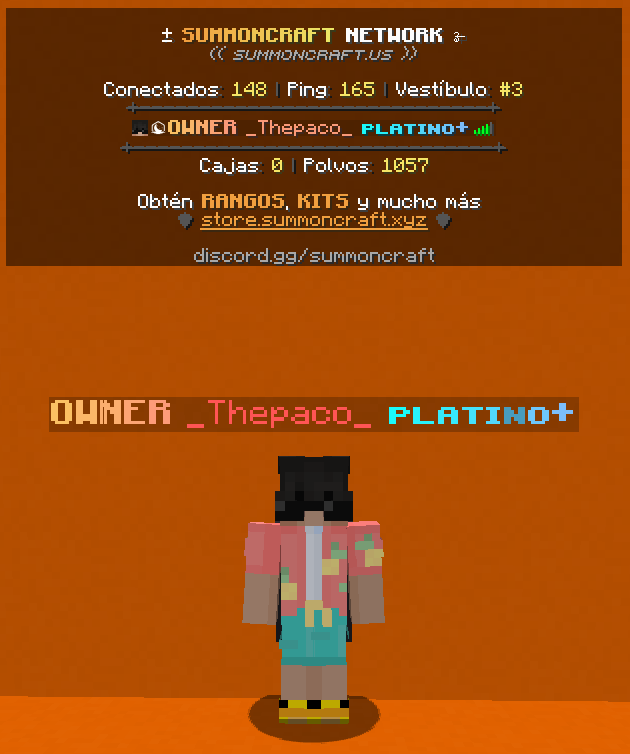 ± SUMMONCRAFT NETWORK
(( SUMMONCRAFT.US ))
Conectados: 148 | Ping: 165 | Vestíbulo: #3
OWNER _Thepaco_ PLATINO+
Cajas: 0 | Polvos: 1057
Obtén RANGOS, KITS y mucho más
store.summoncraft.xyz
discord.gg/summoncraft
OWNER _Thepaco_ PLATINO+